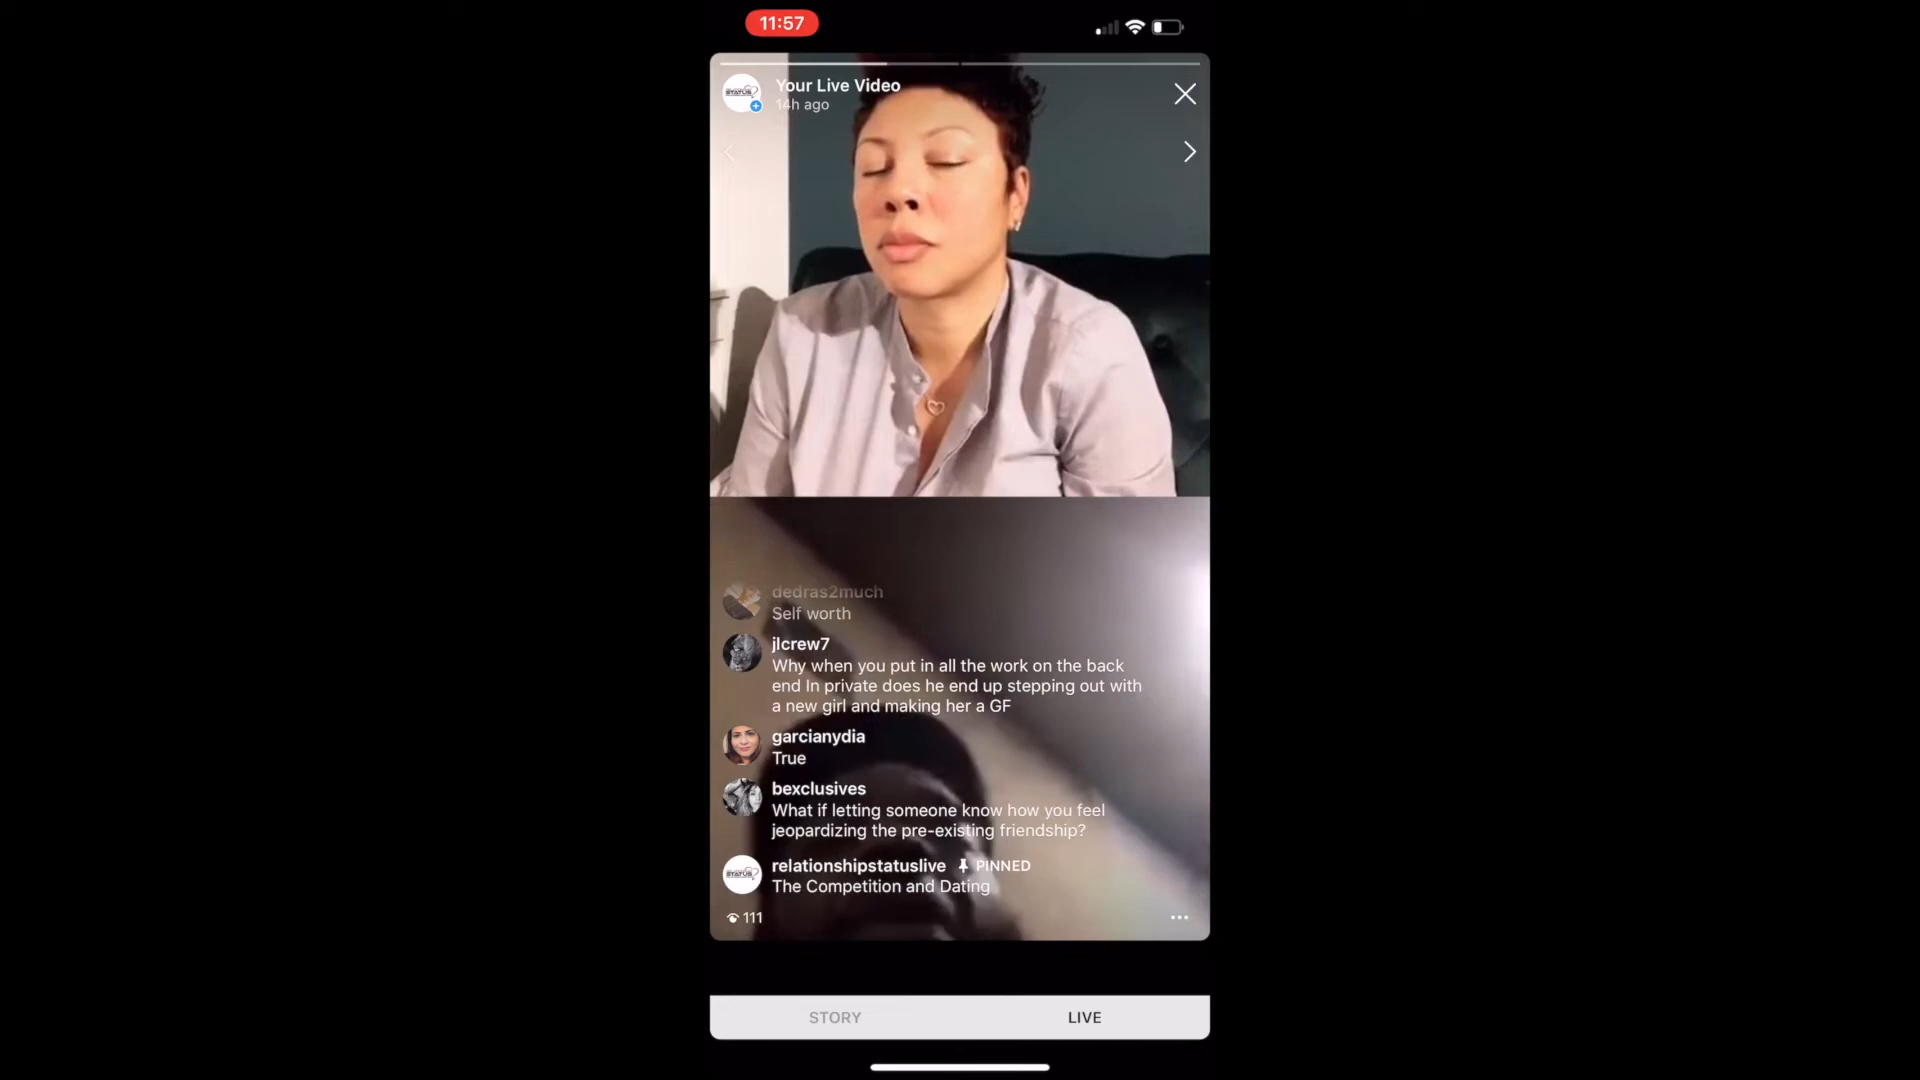 11:57
Your Live Video
14h ago
STATUS
dedras2much
Self worth
jlcrew7
Why when you put in all the work on the back
end In private does he end up stepping out with
a new girl and making her a GF
garcianydia
True
bexclusives
What if letting someone know how you feel
jeopardizing the pre-existing friendship?
relationshipstatuslive PINNED
The Competition and Dating
STATUS
111
STORY
LIVE